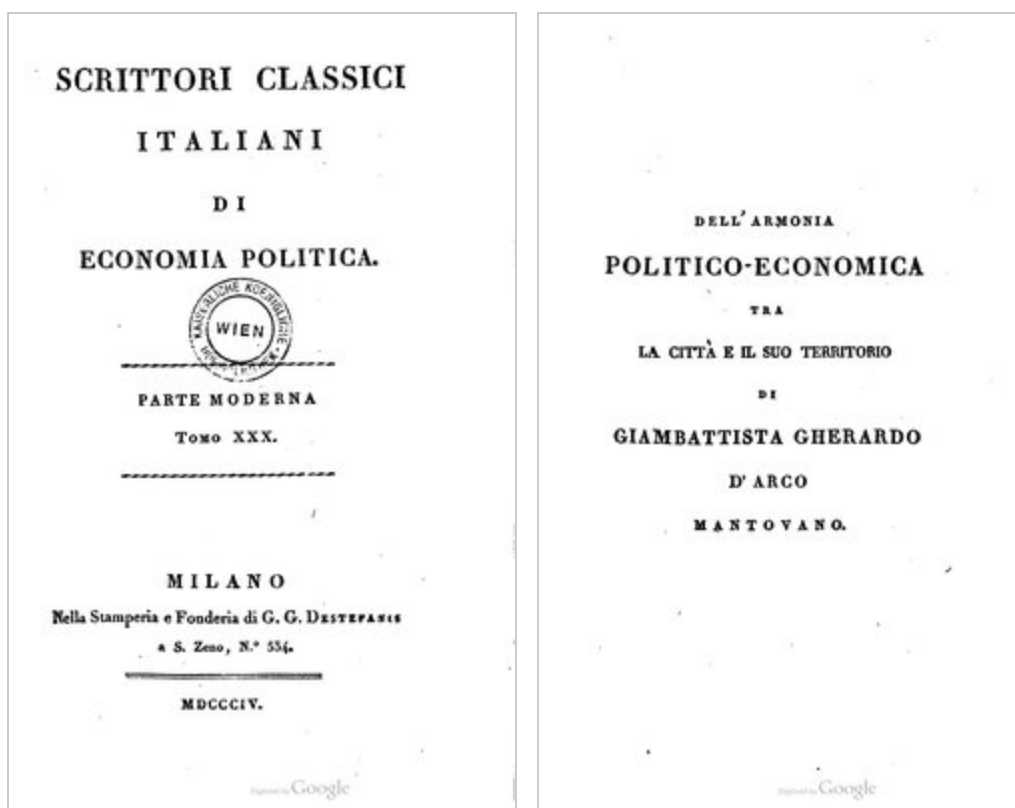 SCRITTORI CLASSICI
ITALIANI
DI
ECONOMIA POLITICA.
WIEN
PARTE MODERNA
TOMO XXX.
MILANO
Nella Stamperia e Fonderia di G. G. DESTEFANIS
a S. Zeno, N.º 534.
MDCCCIV.
Google
DELL' ARMONIA
POLITICO-ECONOMICA
TRA
LA CITTÀ E IL SUO TERRITORIO
DI
GIAMBATTISTA GHERARDO
D' ARCO
MANTOVANO.
Google